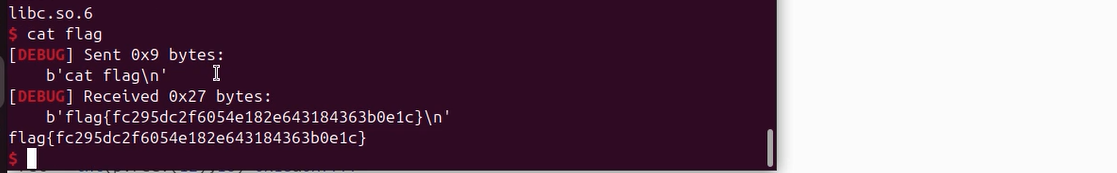 libc.so.6
$ cat flag
[DEBUG] Sent 0x9 bytes:
    b'cat flag\n'
[DEBUG] Received 0x27 bytes:
    b'flag{fc295dc2f6054e182e643184363b0e1c}\n'
flag{fc295dc2f6054e182e643184363b0e1c}
$